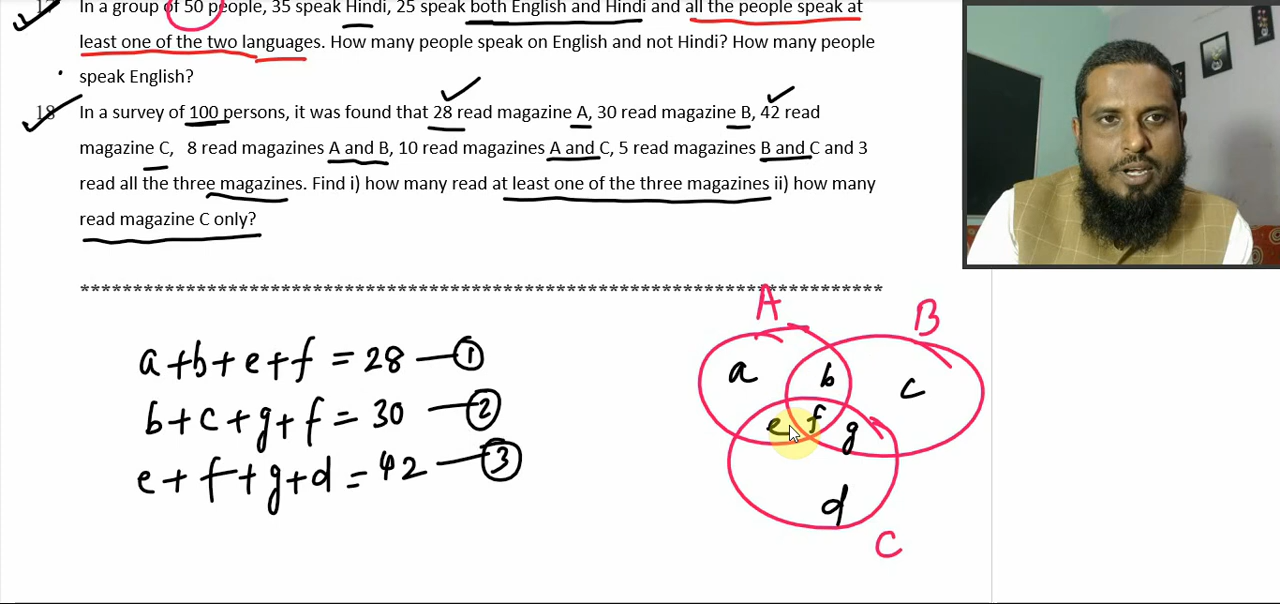 17 In a group of 50 people, 35 speak Hindi, 25 speak both English and Hindi and all the people speak at
least one of the two languages. How many people speak on English and not Hindi? How many people
speak English?
18 In a survey of 100 persons, it was found that 28 read magazine A, 30 read magazine B, 42 read
magazine C, 8 read magazines A and B, 10 read magazines A and C, 5 read magazines B and C and 3
read all the three magazines. Find i) how many read at least one of the three magazines ii) how many
read magazine C only?
*******************************************************************************
a+b+e+f = 28 — 1
b+c+g+f = 30 — 2
e+f+g+d = 42 — 3
A
B
a
b
c
e
f
g
d
C